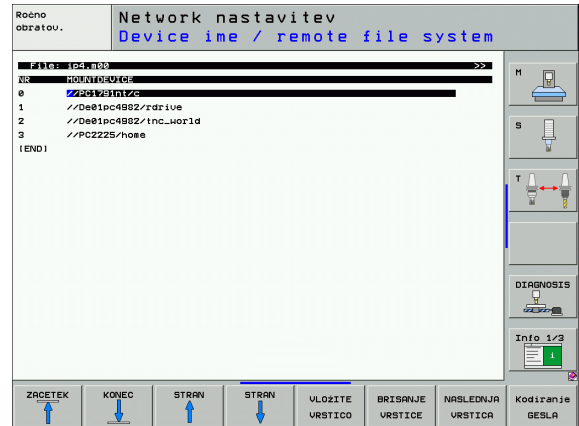 Ročno
obratov.
Network nastavitev
Device ime / remote file system
File: ip4.m00 >>
NR MOUNTDEVICE
0 //PC1791nt/c
1 //De01pc4982/rdrive
2 //De01pc4982/tnc_world
3 //PC2225/home
[END]
M
S
T
DIAGNOSIS
Info 1/3
i
ZACETEK
KONEC
STRAN
STRAN
VLOŽITE
VRSTICO
BRISANJE
VRSTICE
NASLEDNJA
VRSTICA
Kodiranje
GESLA